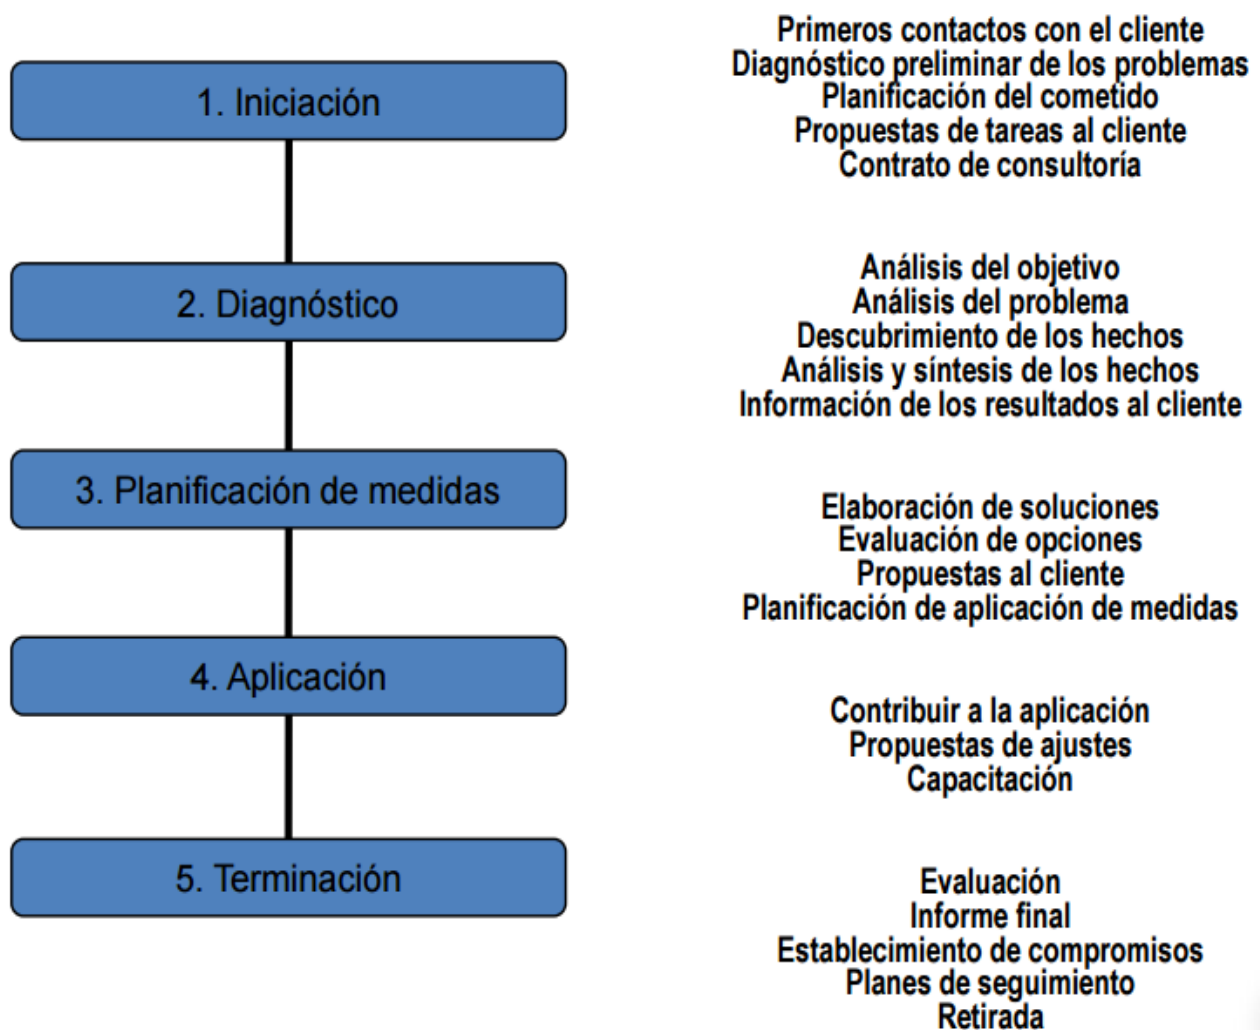 1. Iniciación
Primeros contactos con el cliente
Diagnóstico preliminar de los problemas
Planificación del cometido
Propuestas de tareas al cliente
Contrato de consultoría
2. Diagnóstico
Análisis del objetivo
Análisis del problema
Descubrimiento de los hechos
Análisis y síntesis de los hechos
Información de los resultados al cliente
3. Planificación de medidas
Elaboración de soluciones
Evaluación de opciones
Propuestas al cliente
Planificación de aplicación de medidas
4. Aplicación
Contribuir a la aplicación
Propuestas de ajustes
Capacitación
5. Terminación
Evaluación
Informe final
Establecimiento de compromisos
Planes de seguimiento
Retirada